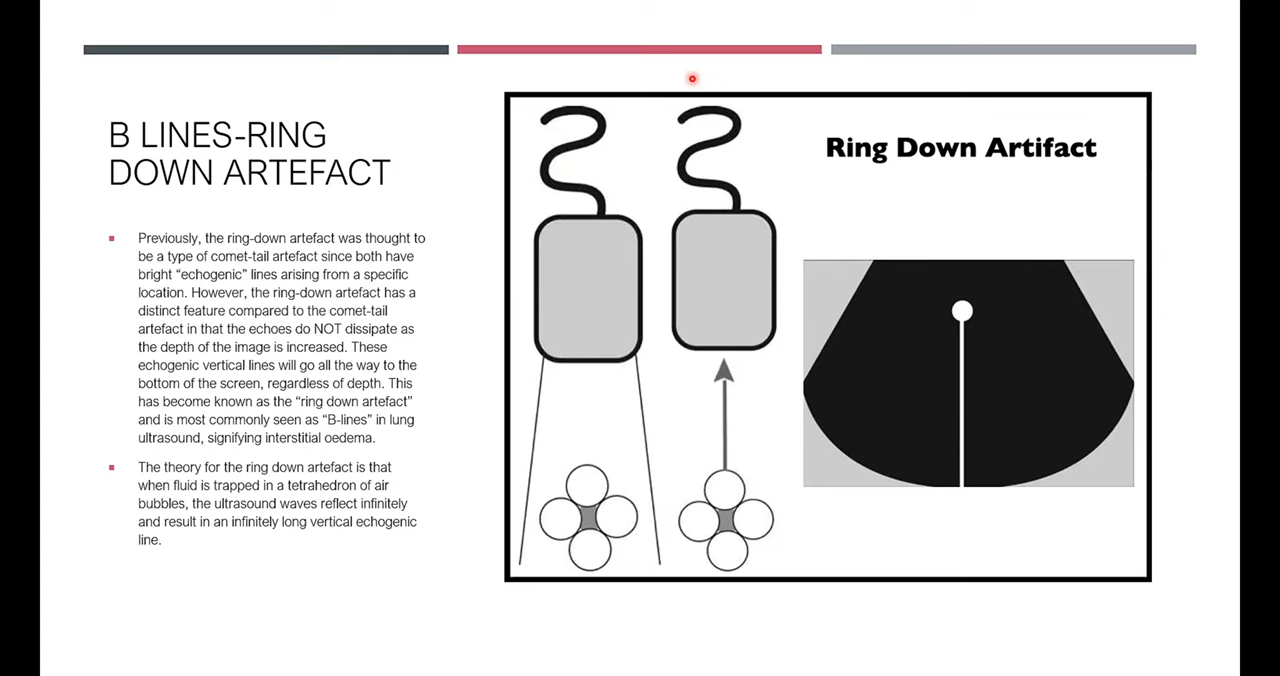 B LINES-RING
DOWN ARTEFACT
Previously, the ring-down artefact was thought to
be a type of comet-tail artefact since both have
bright “echogenic” lines arising from a specific
location. However, the ring-down artefact has a
distinct feature compared to the comet-tail
artefact in that the echoes do NOT dissipate as
the depth of the image is increased. These
echogenic vertical lines will go all the way to the
bottom of the screen, regardless of depth. This
has become known as the “ring down artefact”
and is most commonly seen as “B-lines” in lung
ultrasound, signifying interstitial oedema.
The theory for the ring down artefact is that
when fluid is trapped in a tetrahedron of air
bubbles, the ultrasound waves reflect infinitely
and result in an infinitely long vertical echogenic
line.
Ring Down Artifact